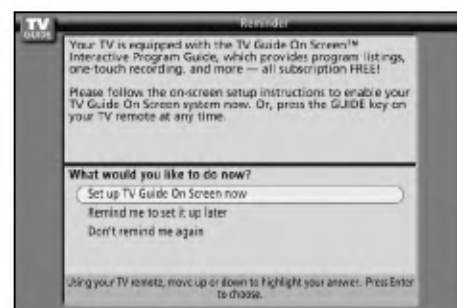 TV
GUIDE
Reminder
Your TV is equipped with the TV Guide On Screen™
Interactive Program Guide, which provides program listings,
one-touch recording, and more — all subscription FREE!
Please follow the on-screen setup instructions to enable your
TV Guide On Screen system now. Or, press the GUIDE key on
your TV remote at any time.
What would you like to do now?
Set up TV Guide On Screen now
Remind me to set it up later
Don't remind me again
Using your TV remote, move up or down to highlight your answer. Press Enter
to choose.